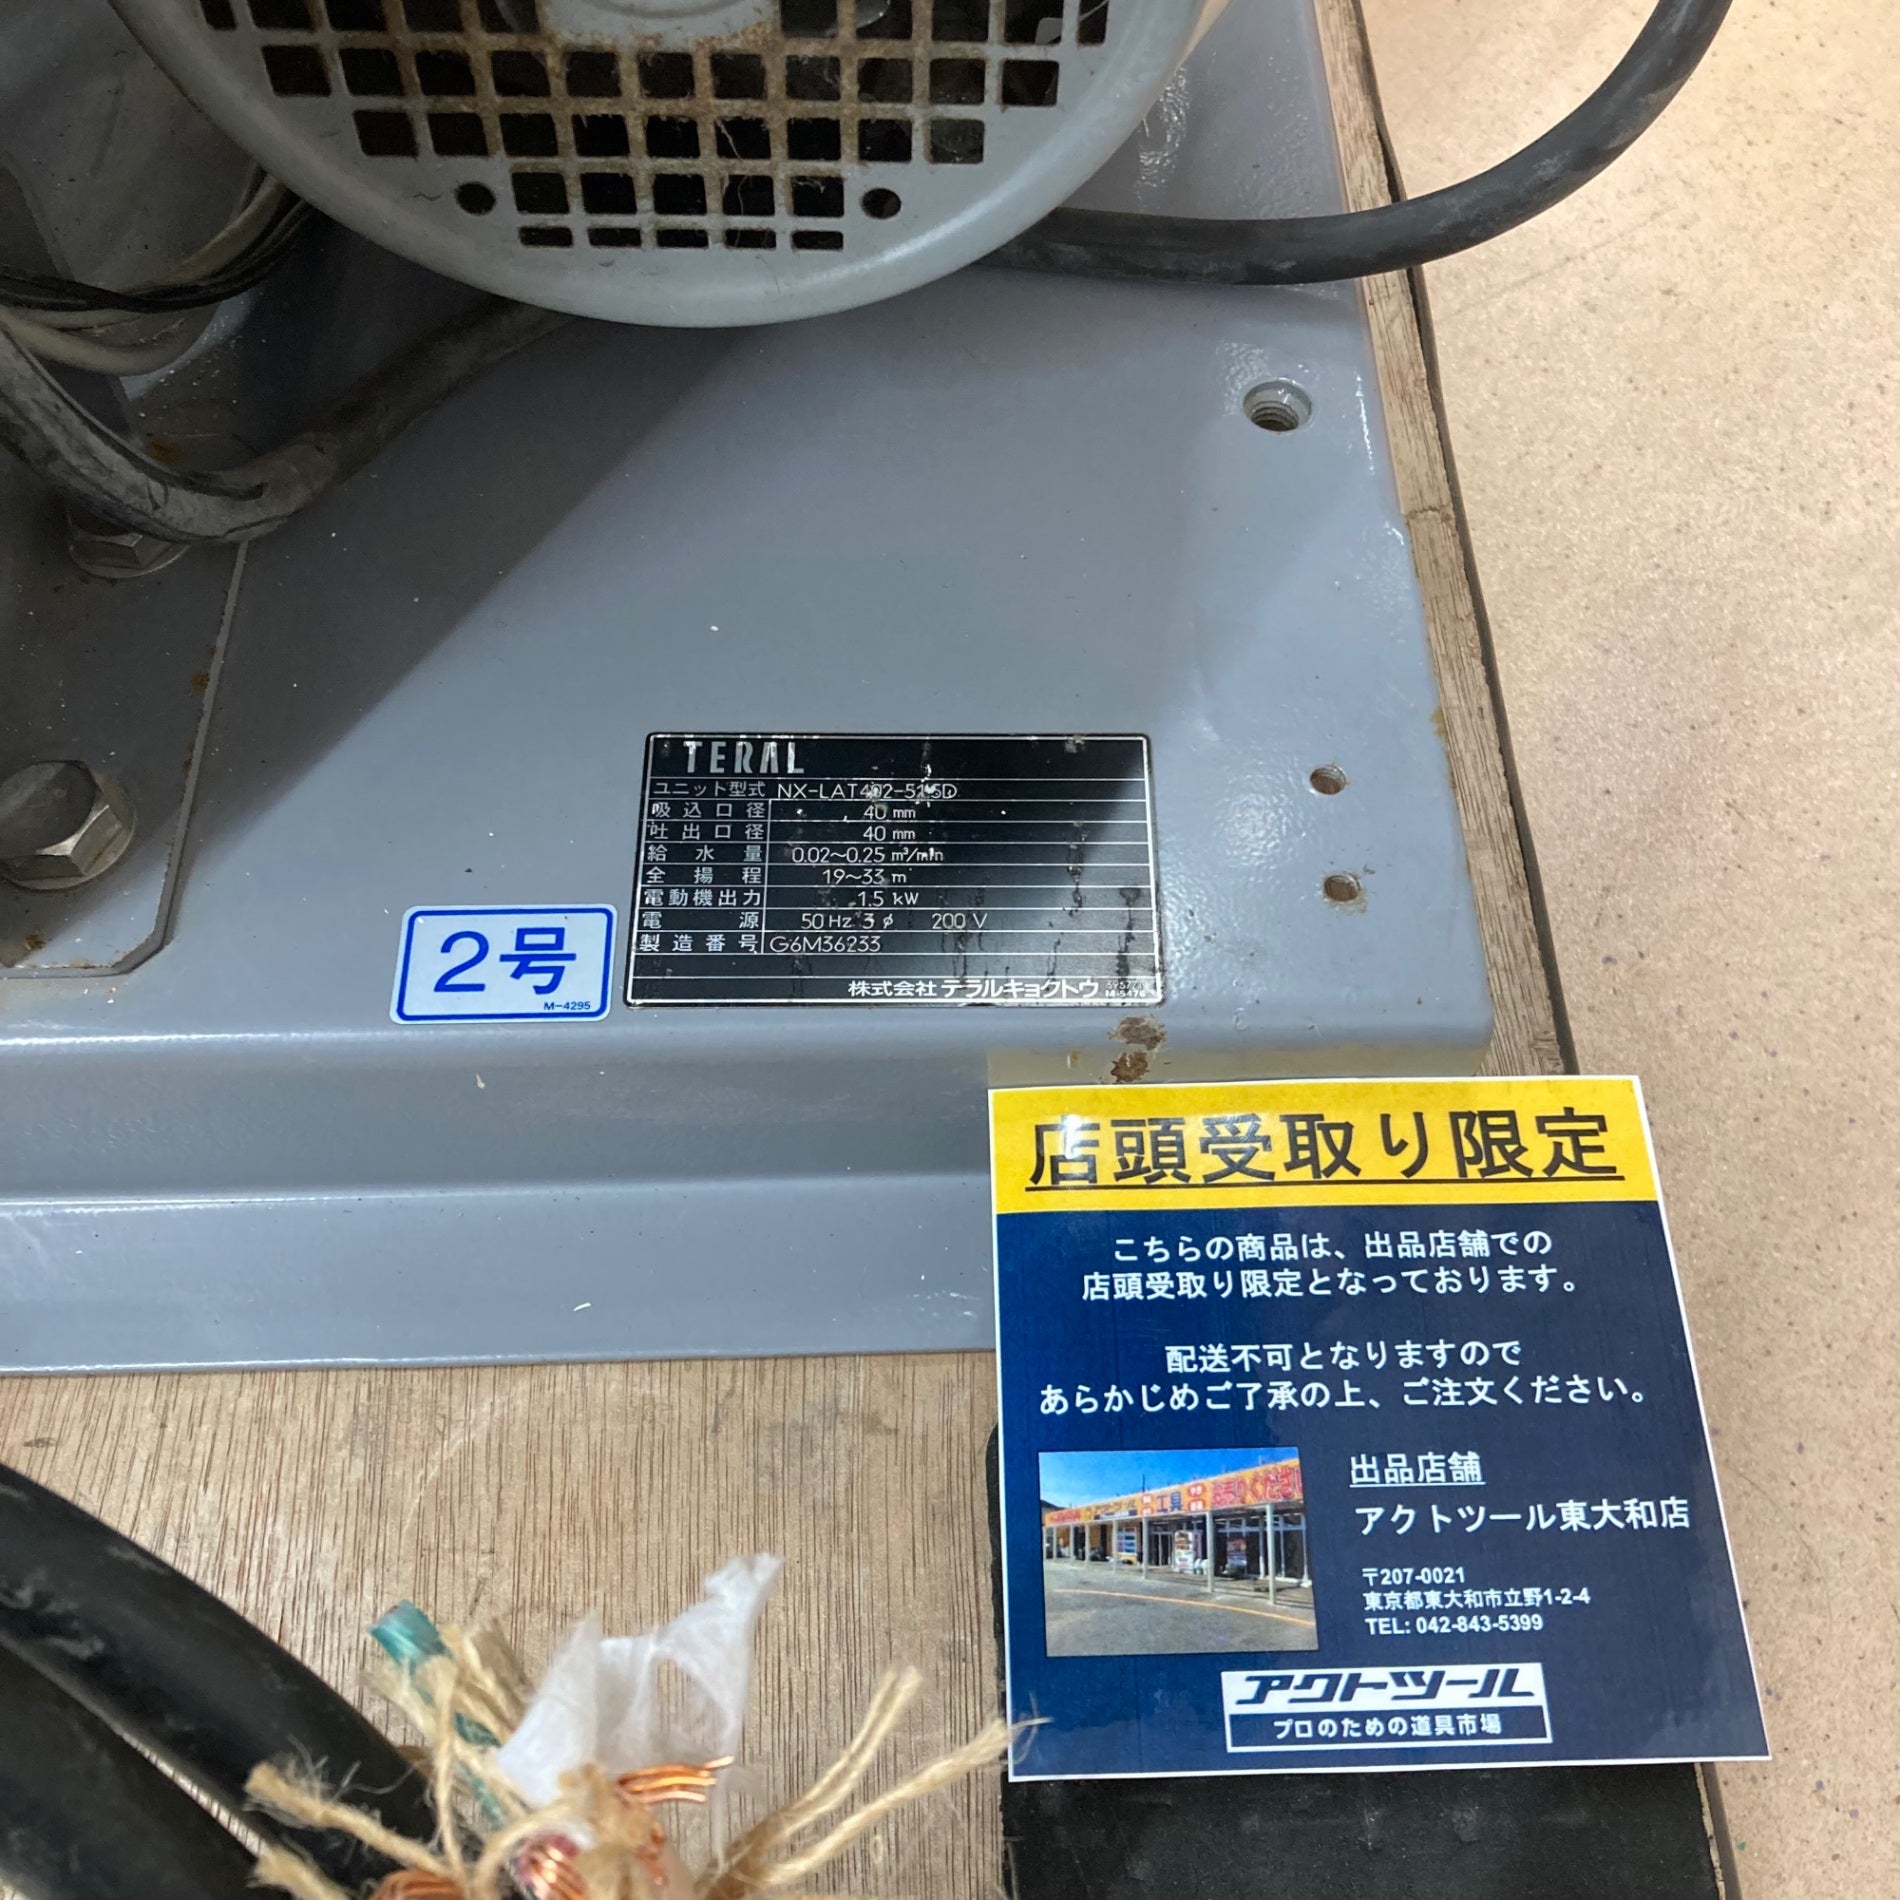 TERAL
ユニット型式 NX-LAT402-51.5D
吸込口径 40 mm
吐出口径 40 mm
給水量 0.02~0.25 m³/min
全揚程 19~33 m
電動機出力 1.5 kW
電源 50 Hz 3 φ 200 V
製造番号 G6M36233
株式会社 テラルキョクトウ
M-5476
2号
M-4295
店頭受取り限定
こちらの商品は、出品店舗での
店頭受取り限定となっております。
配送不可となりますので
あらかじめご了承の上、ご注文ください。
工具
出品店舗
アクトツール東大和店
〒207-0021
東京都東大和市立野1-2-4
TEL: 042-843-5399
アクトツール
プロのための道具市場